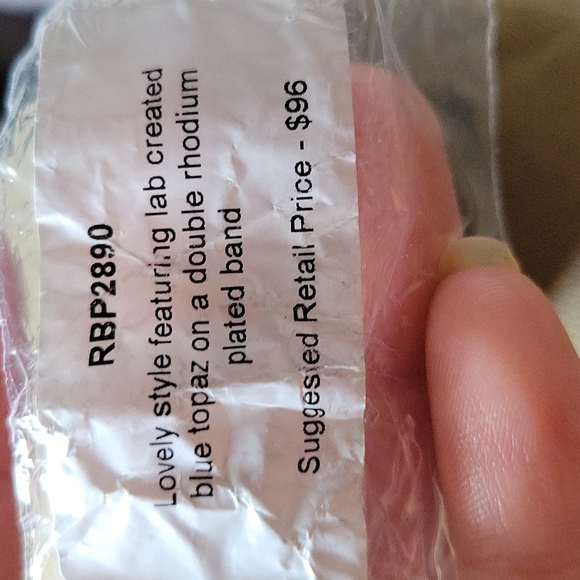 RBP2890
Lovely style featuring lab created
blue topaz on a double rhodium
plated band
Suggested Retail Price - $96